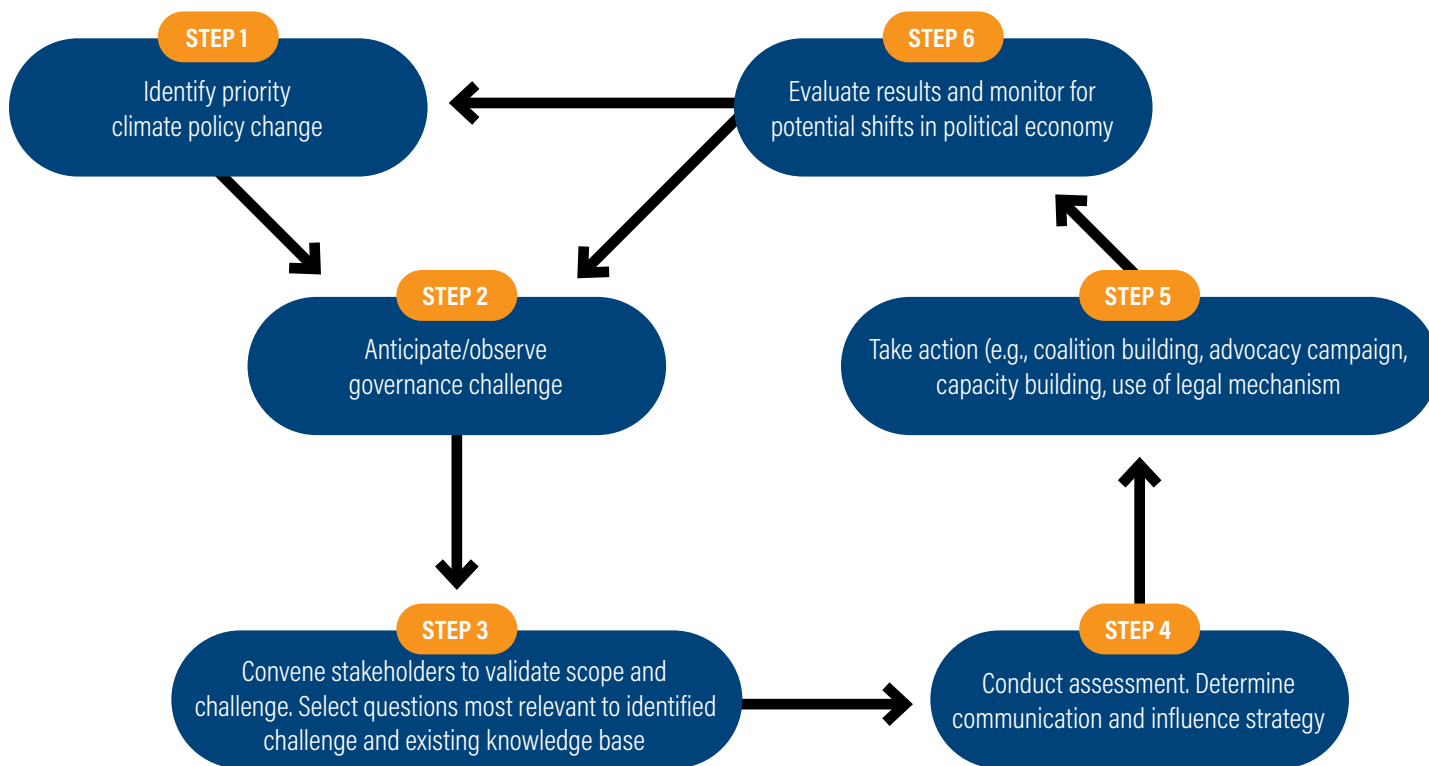 STEP 1
Identify priority
climate policy change
STEP 2
Anticipate/observe
governance challenge
STEP 3
Convene stakeholders to validate scope and
challenge. Select questions most relevant to identified
challenge and existing knowledge base
STEP 4
Conduct assessment. Determine
communication and influence strategy
STEP 5
Take action (e.g., coalition building, advocacy campaign,
capacity building, use of legal mechanism
STEP 6
Evaluate results and monitor for
potential shifts in political economy